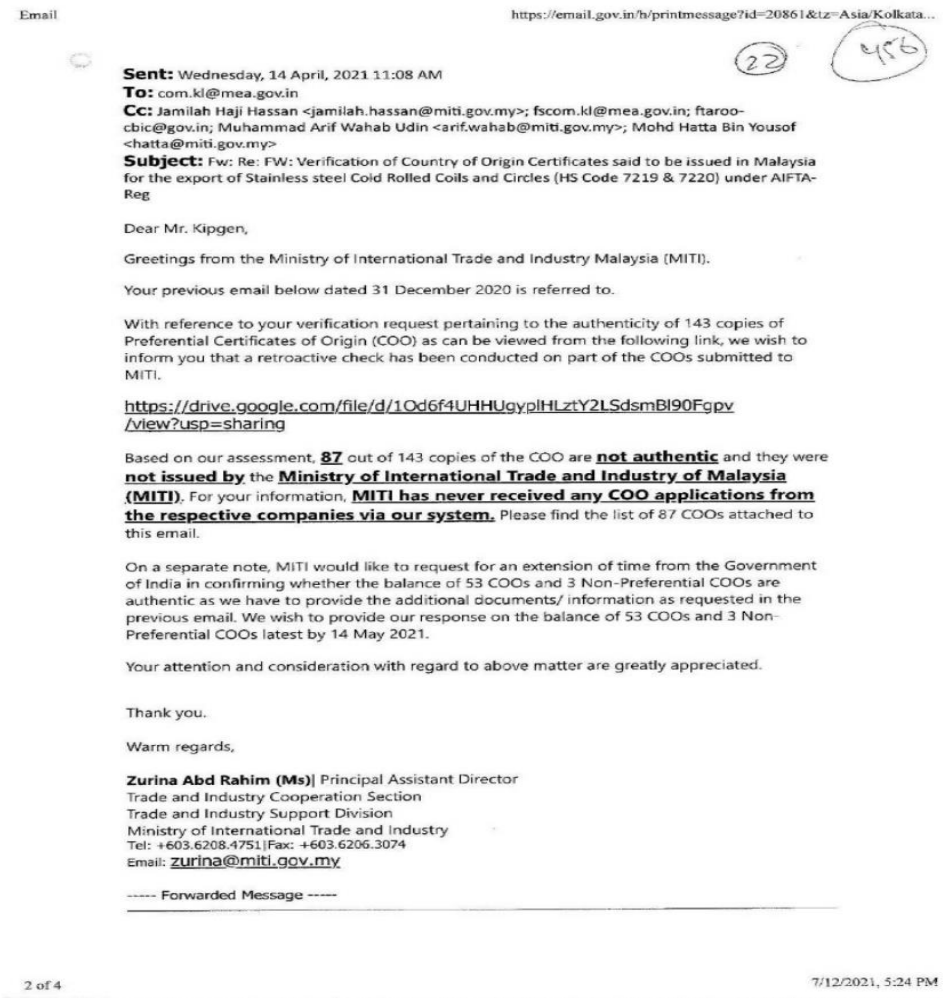 Email
https://email.gov.in/h/printmessage?id=20861&tz=Asia/Kolkata...
22
456
Sent: Wednesday, 14 April, 2021 11:08 AM
To: com.kl@mea.gov.in
Cc: Jamilah Haji Hassan <jamilah.hassan@miti.gov.my>; fscom.kl@mea.gov.in; ftaroo-
cbic@gov.in; Muhammad Arif Wahab Udin <arif.wahab@miti.gov.my>; Mohd Hatta Bin Yousof
<hatta@miti.gov.my>
Subject: Fw: Re: FW: Verification of Country of Origin Certificates said to be issued in Malaysia
for the export of Stainless steel Cold Rolled Coils and Circles (HS Code 7219 & 7220) under AIFTA-
Reg
Dear Mr. Kipgen,
Greetings from the Ministry of International Trade and Industry Malaysia (MITI).
Your previous email below dated 31 December 2020 is referred to.
With reference to your verification request pertaining to the authenticity of 143 copies of
Preferential Certificates of Origin (COO) as can be viewed from the following link, we wish to
inform you that a retroactive check has been conducted on part of the COOs submitted to
MITI.
https://drive.google.com/file/d/1Od6f4UHHUgyplHLztY2LSdsmBl90Fqpv
/view?usp=sharing
Based on our assessment, 87 out of 143 copies of the COO are not authentic and they were
not issued by the Ministry of International Trade and Industry of Malaysia
(MITI). For your information, MITI has never received any COO applications from
the respective companies via our system. Please find the list of 87 COOs attached to
this email.
On a separate note, MITI would like to request for an extension of time from the Government
of India in confirming whether the balance of 53 COOs and 3 Non-Preferential COOs are
authentic as we have to provide the additional documents/ information as requested in the
previous email. We wish to provide our response on the balance of 53 COOs and 3 Non-
Preferential COOs latest by 14 May 2021.
Your attention and consideration with regard to above matter are greatly appreciated.
Thank you.
Warm regards,
Zurina Abd Rahim (Ms)| Principal Assistant Director
Trade and Industry Cooperation Section
Trade and Industry Support Division
Ministry of International Trade and Industry
Tel: +603.6208.4751|Fax: +603.6206.3074
Email: zurina@miti.gov.my
----- Forwarded Message -----
2 of 4
7/12/2021, 5:24 PM